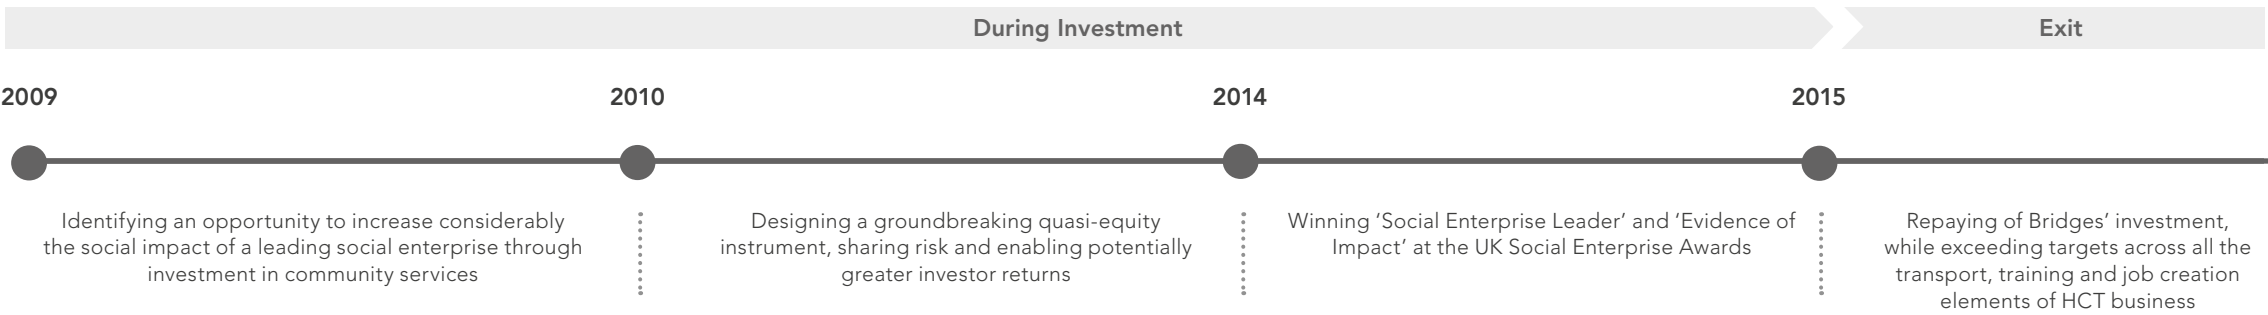 During Investment
Exit
2009
2010
2014
2015
Identifying an opportunity to increase considerably
the social impact of a leading social enterprise through
investment in community services
Designing a groundbreaking quasi-equity
instrument, sharing risk and enabling potentially
greater investor returns
Winning ‘Social Enterprise Leader’ and ‘Evidence of
Impact’ at the UK Social Enterprise Awards
Repaying of Bridges’ investment,
while exceeding targets across all the
transport, training and job creation
elements of HCT business